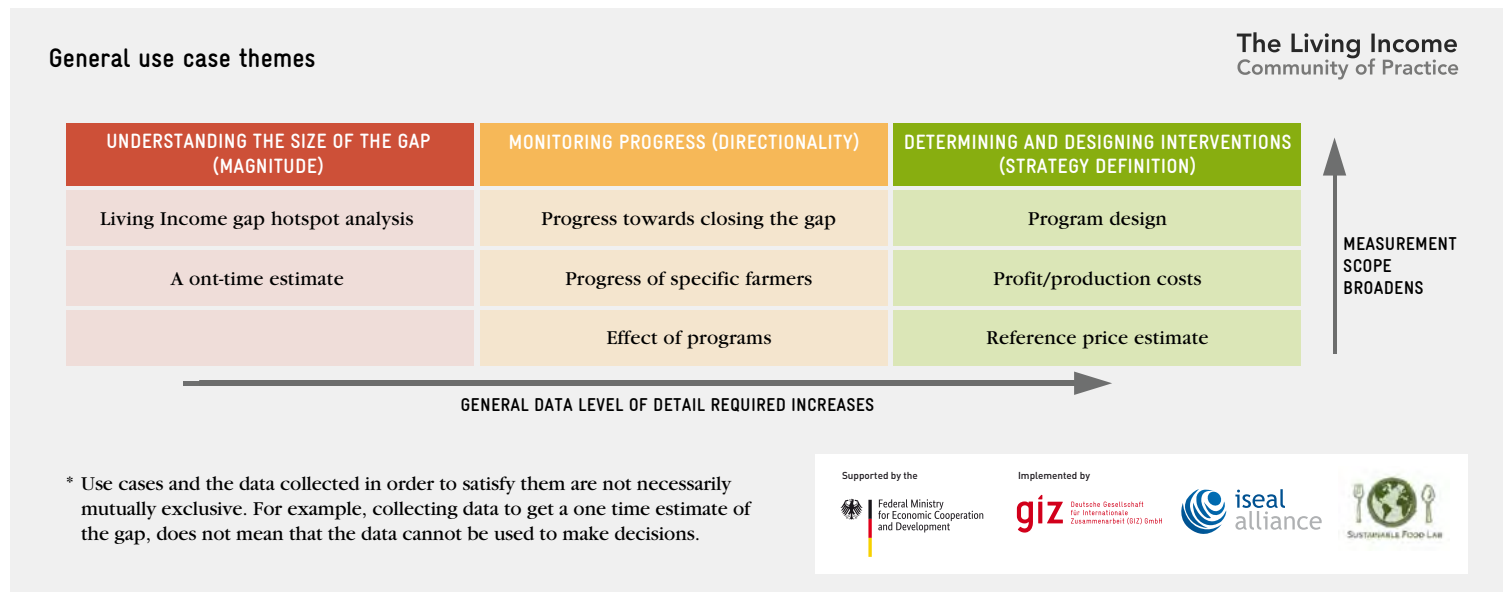 General use case themes
The Living Income
Community of Practice
UNDERSTANDING THE SIZE OF THE GAP
(MAGNITUDE)
MONITORING PROGRESS (DIRECTIONALITY)
DETERMINING AND DESIGNING INTERVENTIONS
(STRATEGY DEFINITION)
Living Income gap hotspot analysis
Progress towards closing the gap
Program design
A ont-time estimate
Progress of specific farmers
Profit/production costs
Effect of programs
Reference price estimate
MEASUREMENT
SCOPE
BROADENS
GENERAL DATA LEVEL OF DETAIL REQUIRED INCREASES
* Use cases and the data collected in order to satisfy them are not necessarily
mutually exclusive. For example, collecting data to get a one time estimate of
the gap, does not mean that the data cannot be used to make decisions.
Supported by the
Federal Ministry
for Economic Cooperation
and Development
Implemented by
giz
Deutsche Gesellschaft
für Internationale
Zusammenarbeit (GIZ) GmbH
iseal
alliance
SUSTAINABLE FOOD LAB